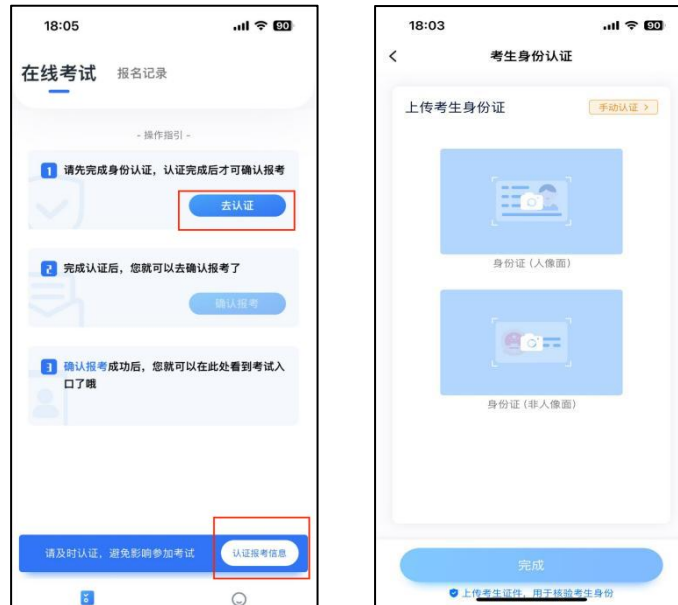 18:05
90
在线考试 报名记录
- 操作指引 -
1 请先完成身份认证，认证完成后才可确认报考
去认证
2 完成认证后，您就可以去确认报考了
确认报考
3 确认报考成功后，您就可以在此处看到考试入
口了哦
请及时认证，避免影响参加考试 认证报考信息
18:03
90
考生身份认证
上传考生身份证 手动认证 >
身份证（人像面）
身份证（非人像面）
完成
上传考生证件，用于核验考生身份